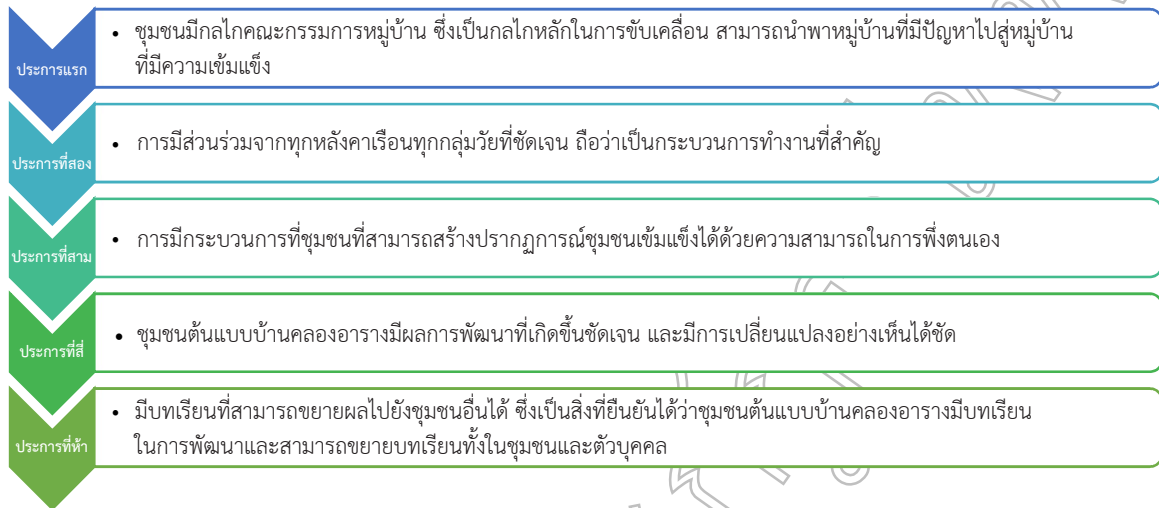 ประการแรก
• ชุมชนมีกลไกคณะกรรมการหมู่บ้าน ซึ่งเป็นกลไกหลักในการขับเคลื่อน สามารถนำพาหมู่บ้านที่มีปัญหาไปสู่หมู่บ้าน
ที่มีความเข้มแข็ง
ประการที่สอง
• การมีส่วนร่วมจากทุกหลังคาเรือนทุกกลุ่มวัยที่ชัดเจน ถือว่าเป็นกระบวนการทำงานที่สำคัญ
ประการที่สาม
• การมีกระบวนการที่ชุมชนที่สามารถสร้างปรากฏการณ์ชุมชนเข้มแข็งได้ด้วยความสามารถในการพึ่งตนเอง
ประการที่สี่
• ชุมชนต้นแบบบ้านคลองอารางมีผลการพัฒนาที่เกิดขึ้นชัดเจน และมีการเปลี่ยนแปลงอย่างเห็นได้ชัด
ประการที่ห้า
• มีบทเรียนที่สามารถขยายผลไปยังชุมชนอื่นได้ ซึ่งเป็นสิ่งที่ยืนยันได้ว่าชุมชนต้นแบบบ้านคลองอารางมีบทเรียน
ในการพัฒนาและสามารถขยายบทเรียนทั้งในชุมชนและตัวบุคคล